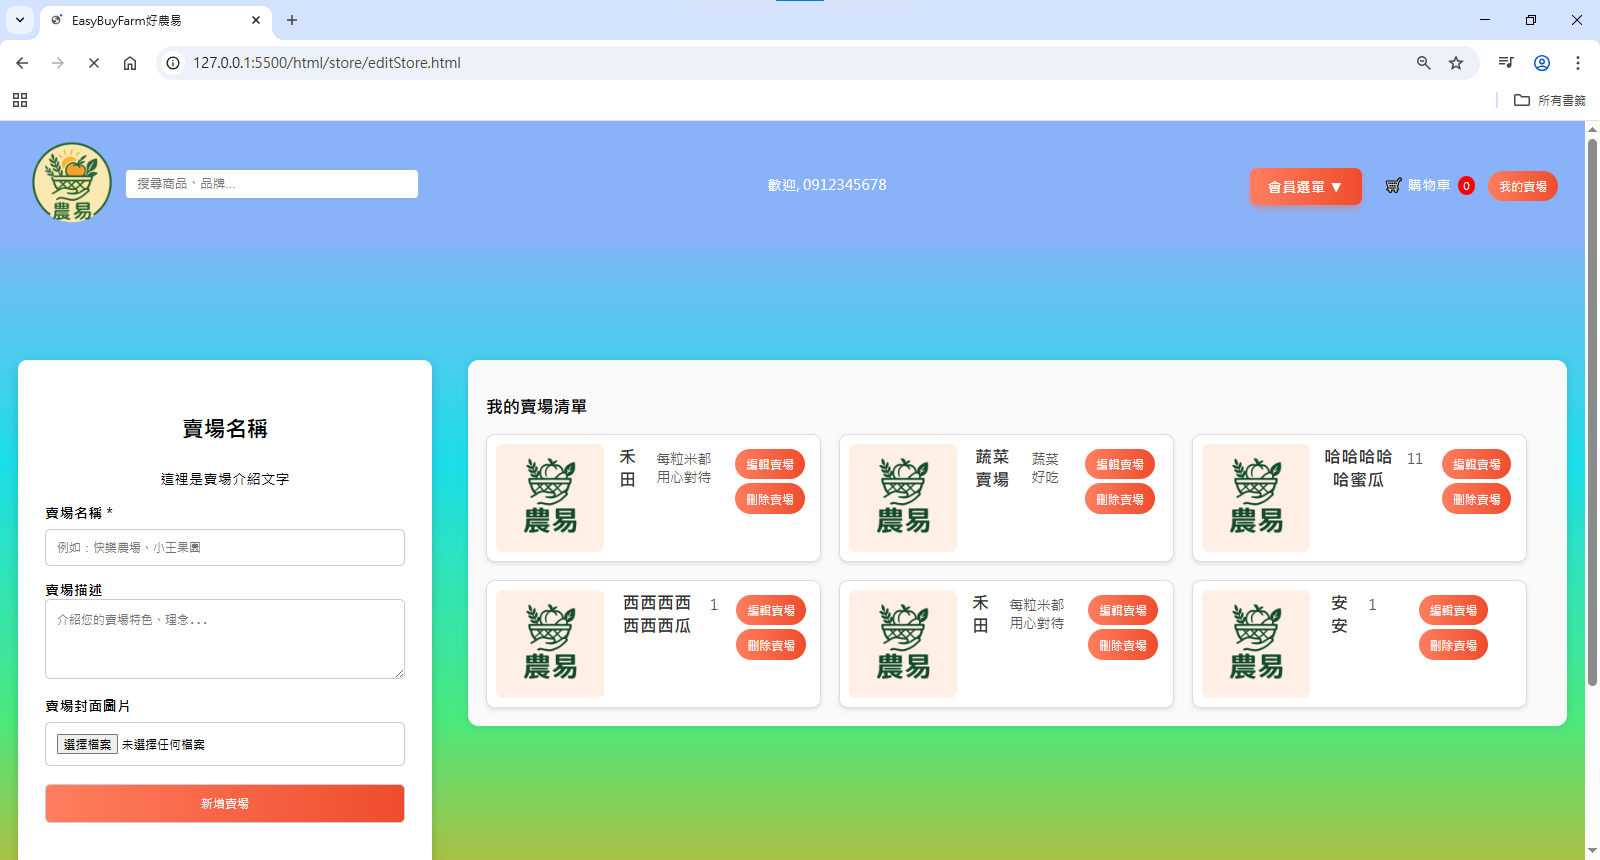 EasyBuyFarm好農易
127.0.0.1:5500/html/store/editStore.html
所有書籤
農易
搜尋商品、品牌...
歡迎, 0912345678
會員選單 ▼
購物車 0
我的賣場
賣場名稱
這裡是賣場介紹文字
賣場名稱 *
例如：快樂農場、小王果園
賣場描述
介紹您的賣場特色、理念...
賣場封面圖片
選擇檔案 未選擇任何檔案
新增賣場
我的賣場清單
農易
禾田
每粒米都用心對待
編輯賣場
刪除賣場
農易
蔬菜賣場
蔬菜好吃
編輯賣場
刪除賣場
農易
哈哈哈哈哈蜜瓜
11
編輯賣場
刪除賣場
農易
西西西西西西西瓜
1
編輯賣場
刪除賣場
農易
禾田
每粒米都用心對待
編輯賣場
刪除賣場
農易
安安
1
編輯賣場
刪除賣場